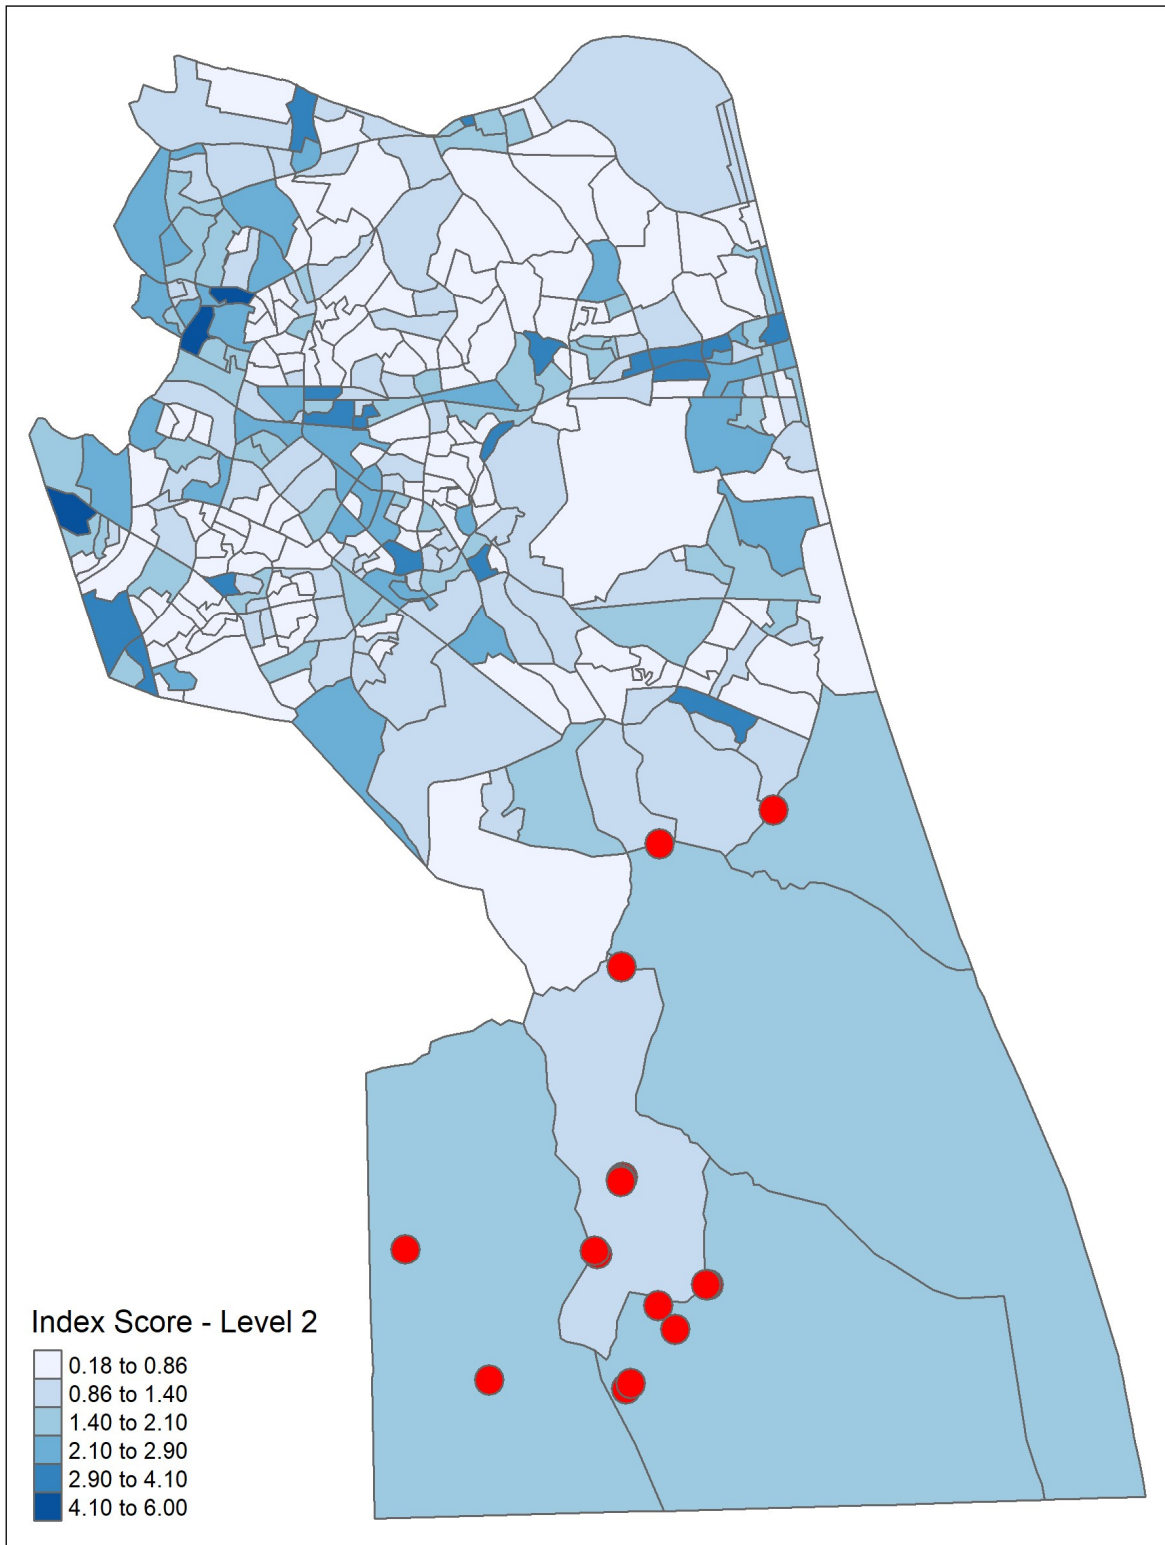 Index Score - Level 2
0.18 to 0.86
0.86 to 1.40
1.40 to 2.10
2.10 to 2.90
2.90 to 4.10
4.10 to 6.00